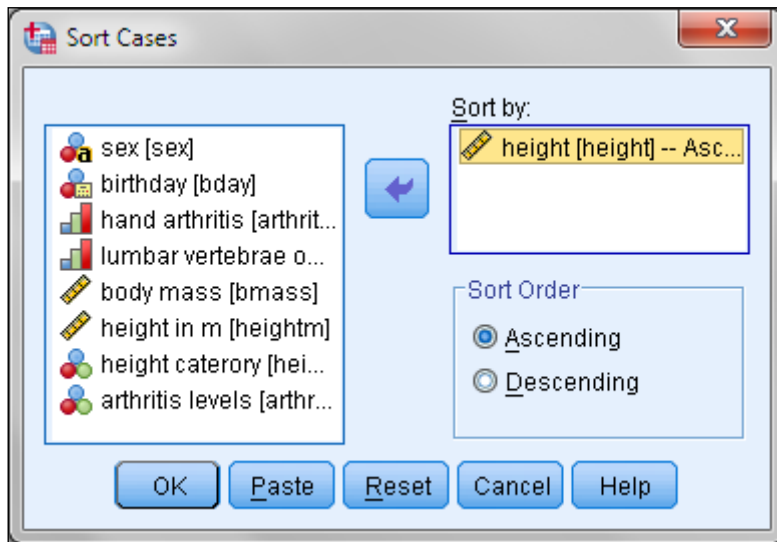 Sort Cases
Sort by:
sex [sex]
birthday [bday]
hand arthritis [arthrit...
lumbar vertebrae o...
body mass [bmass]
height in m [heightm]
height caterory [hei...
arthritis levels [arthr...
height [height] -- Asc...
Sort Order
Ascending
Descending
OK Paste Reset Cancel Help